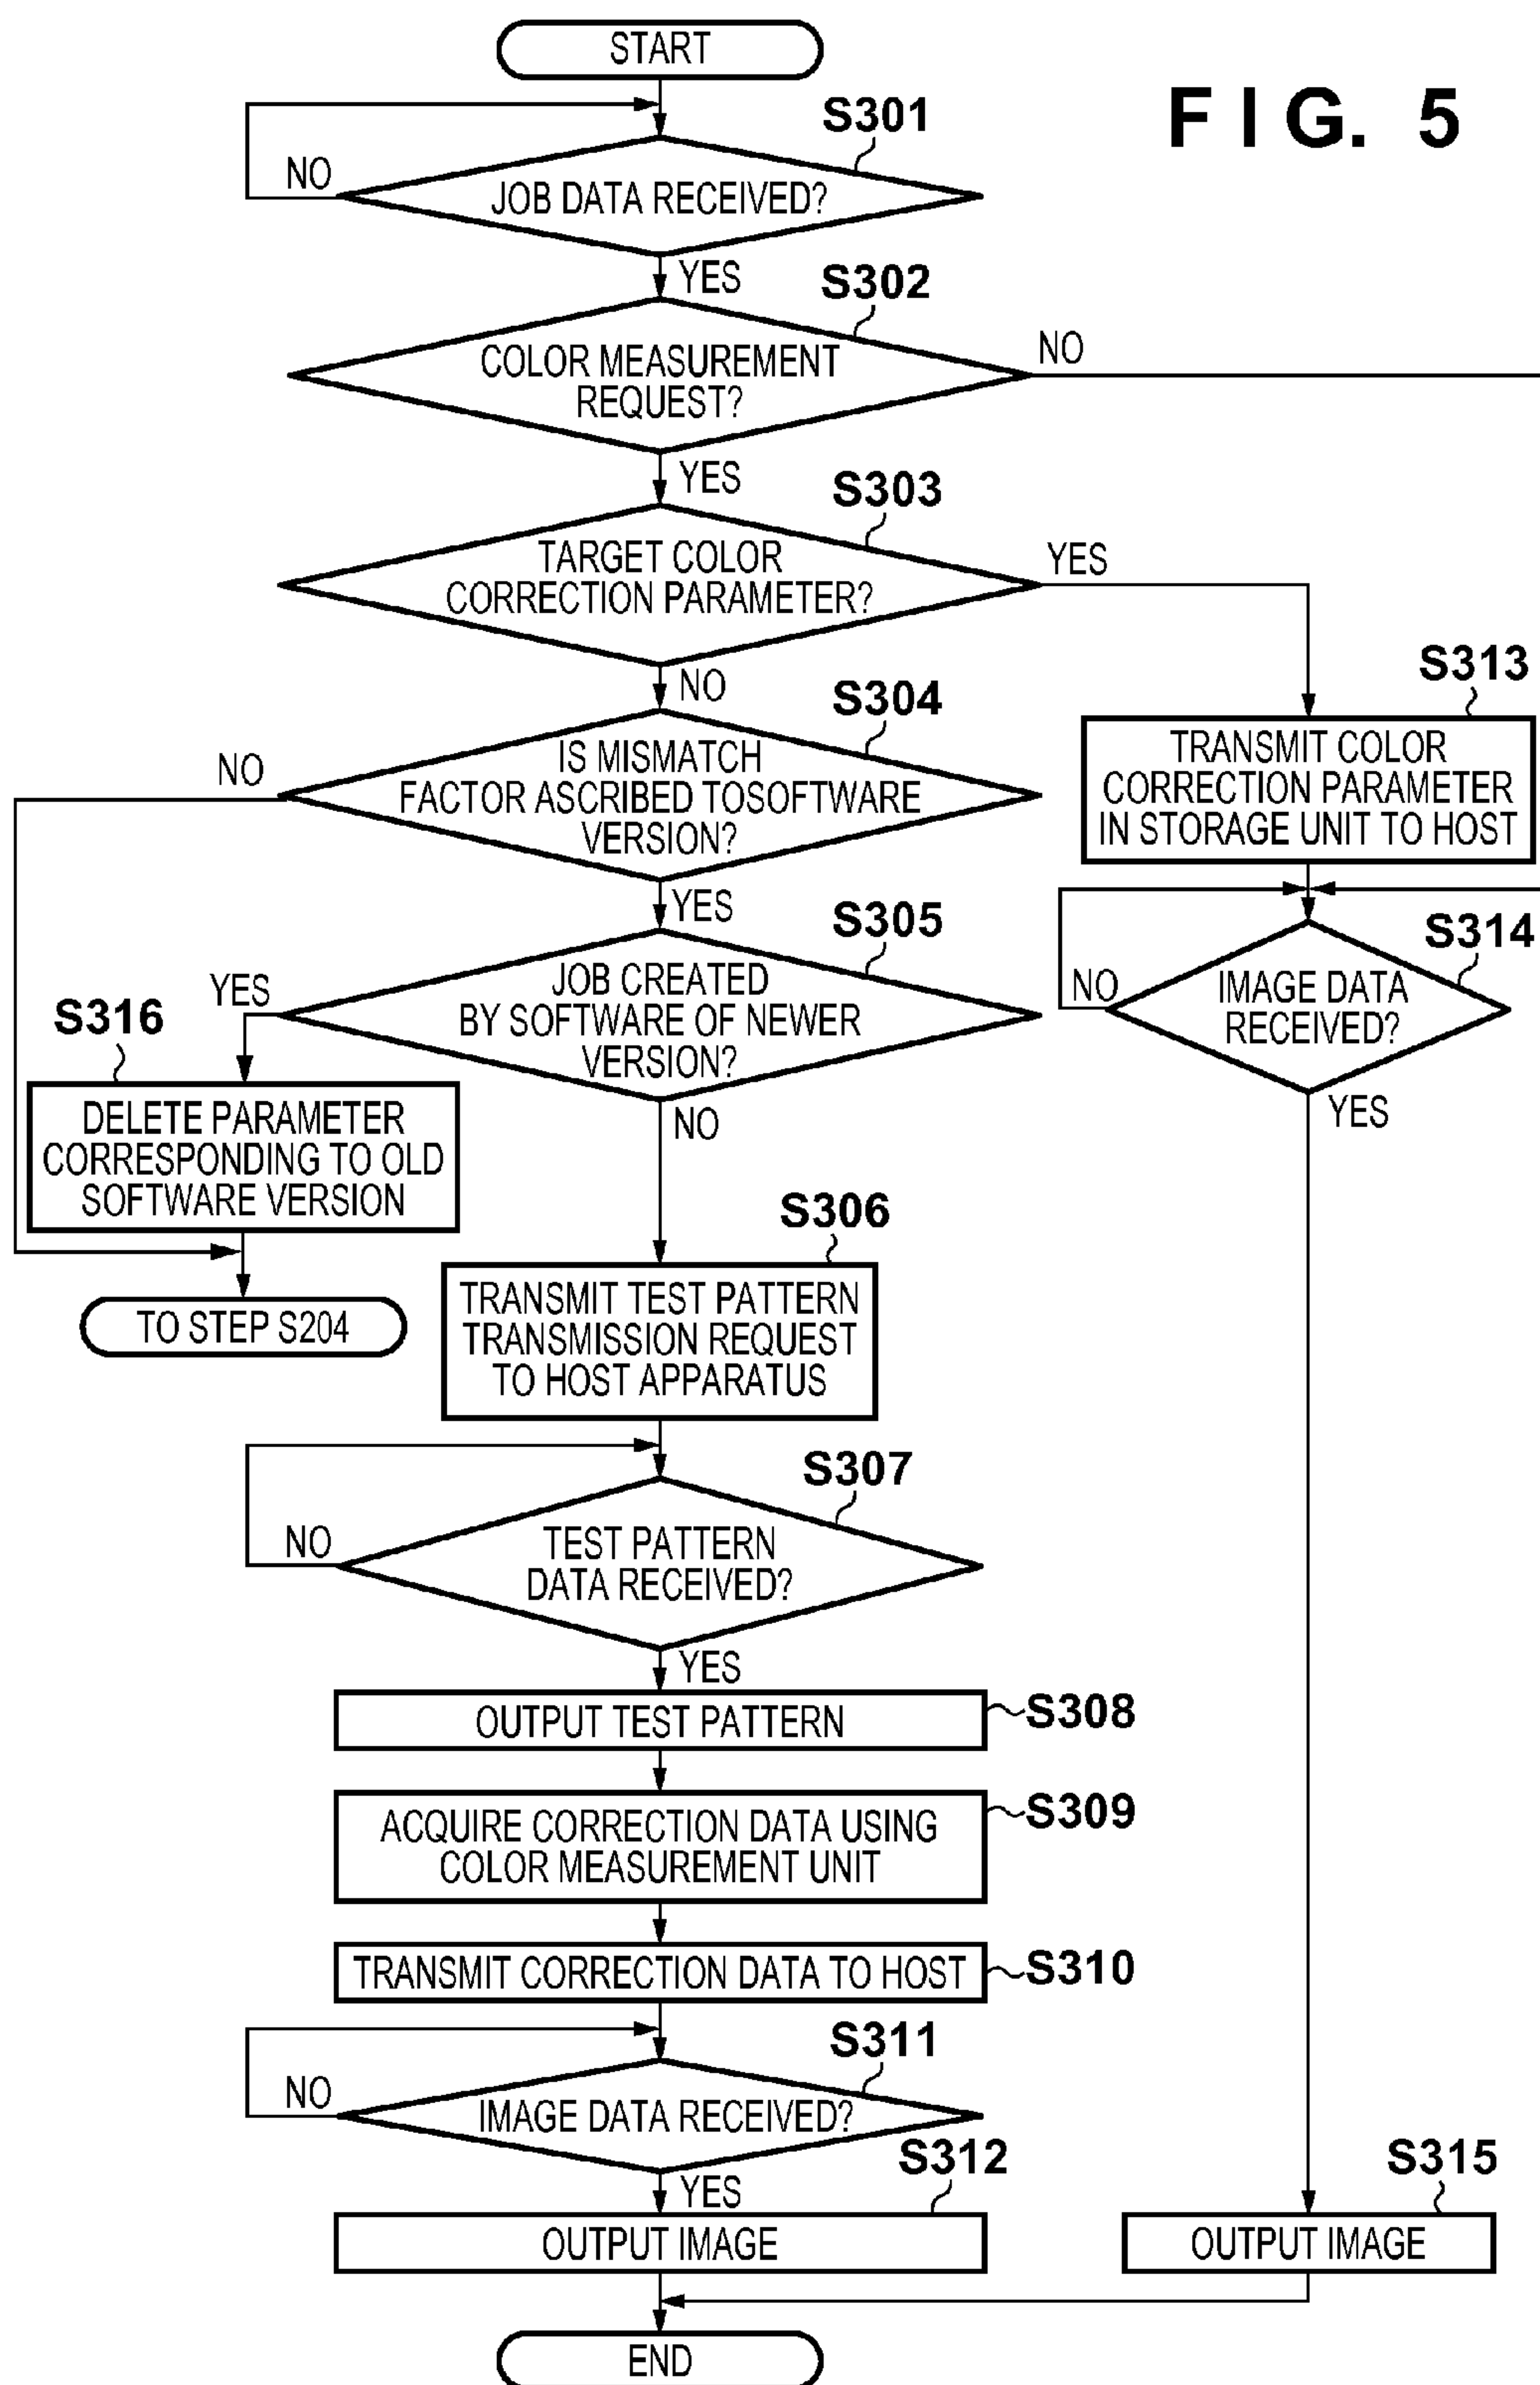 START
FIG. 5
S301
NO
JOB DATA RECEIVED?
YES
S302
COLOR MEASUREMENT
REQUEST?
NO
YES
S303
TARGET COLOR
CORRECTION PARAMETER?
YES
NO
S304
IS MISMATCH
FACTOR ASCRIBED TOSOFTWARE
VERSION?
NO
S313
TRANSMIT COLOR
CORRECTION PARAMETER
IN STORAGE UNIT TO HOST
YES
S305
JOB CREATED
BY SOFTWARE OF NEWER
VERSION?
YES
S314
NO
IMAGE DATA
RECEIVED?
YES
S316
DELETE PARAMETER
CORRESPONDING TO OLD
SOFTWARE VERSION
NO
TO STEP S204
S306
TRANSMIT TEST PATTERN
TRANSMISSION REQUEST
TO HOST APPARATUS
S307
NO
TEST PATTERN
DATA RECEIVED?
YES
OUTPUT TEST PATTERN
S308
ACQUIRE CORRECTION DATA USING
COLOR MEASUREMENT UNIT
S309
TRANSMIT CORRECTION DATA TO HOST
S310
S311
NO
IMAGE DATA RECEIVED?
YES
S312
OUTPUT IMAGE
S315
OUTPUT IMAGE
END